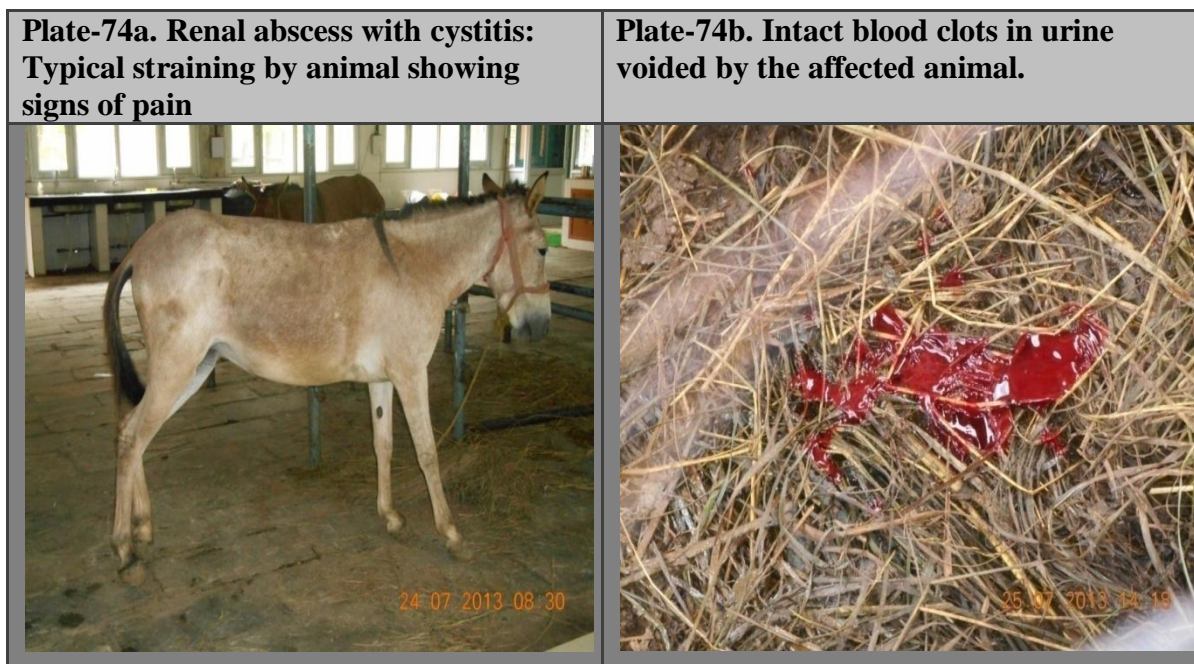 Plate-74a. Renal abscess with cystitis:
Typical straining by animal showing
signs of pain
Plate-74b. Intact blood clots in urine
voided by the affected animal.
24 07 2013 08 30
25 07 2013 14 19